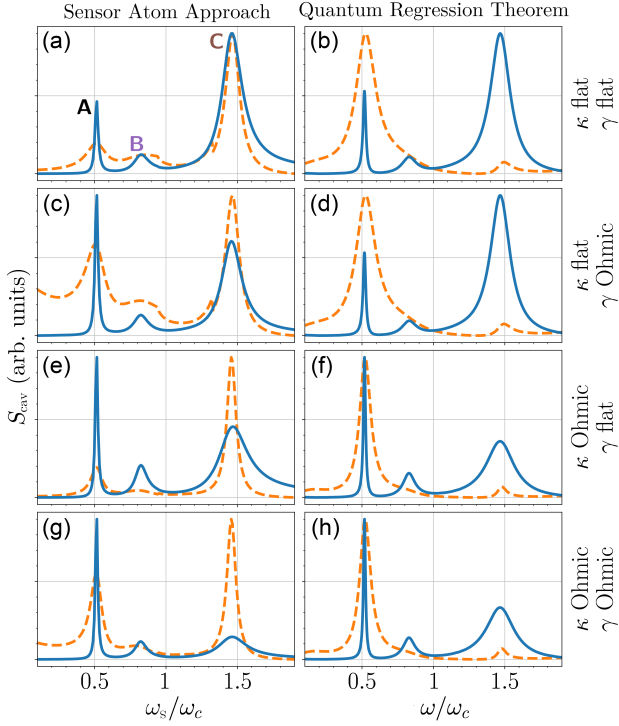 Sensor Atom Approach
Quantum Regression Theorem
(a)
A
B
C
(b)
κ flat
γ flat
(c)
(d)
κ flat
γ Ohmic
S_cav (arb. units)
(e)
(f)
κ Ohmic
γ flat
(g)
(h)
κ Ohmic
γ Ohmic
0.5 1 1.5
0.5 1 1.5
ω_s/ω_c
ω/ω_c